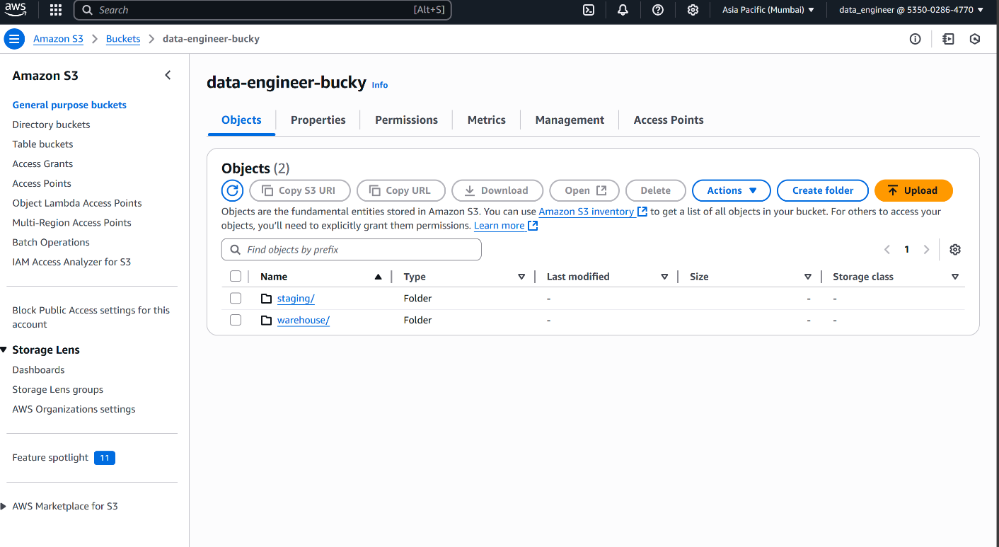 aws
Search [Alt+S] Asia Pacific (Mumbai) data_engineer @ 5350-0286-4770
Amazon S3 Buckets data-engineer-bucky
Amazon S3
General purpose buckets
Directory buckets
Table buckets
Access Grants
Access Points
Object Lambda Access Points
Multi-Region Access Points
Batch Operations
IAM Access Analyzer for S3
Block Public Access settings for this
account
Storage Lens
Dashboards
Storage Lens groups
AWS Organizations settings
Feature spotlight 11
AWS Marketplace for S3
data-engineer-bucky Info
Objects Properties Permissions Metrics Management Access Points
Objects (2)
Copy S3 URI Copy URL Download Open Delete Actions Create folder Upload
Objects are the fundamental entities stored in Amazon S3. You can use Amazon S3 inventory to get a list of all objects in your bucket. For others to access your
objects, you’ll need to explicitly grant them permissions. Learn more
Find objects by prefix 1
Name Type Last modified Size Storage class
staging/ Folder - - -
warehouse/ Folder - - -